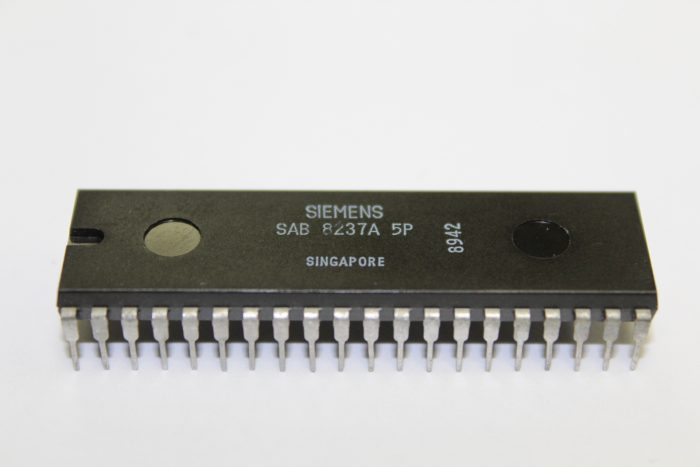 SIEMENS
SAB 8237A 5P
SINGAPORE
8942